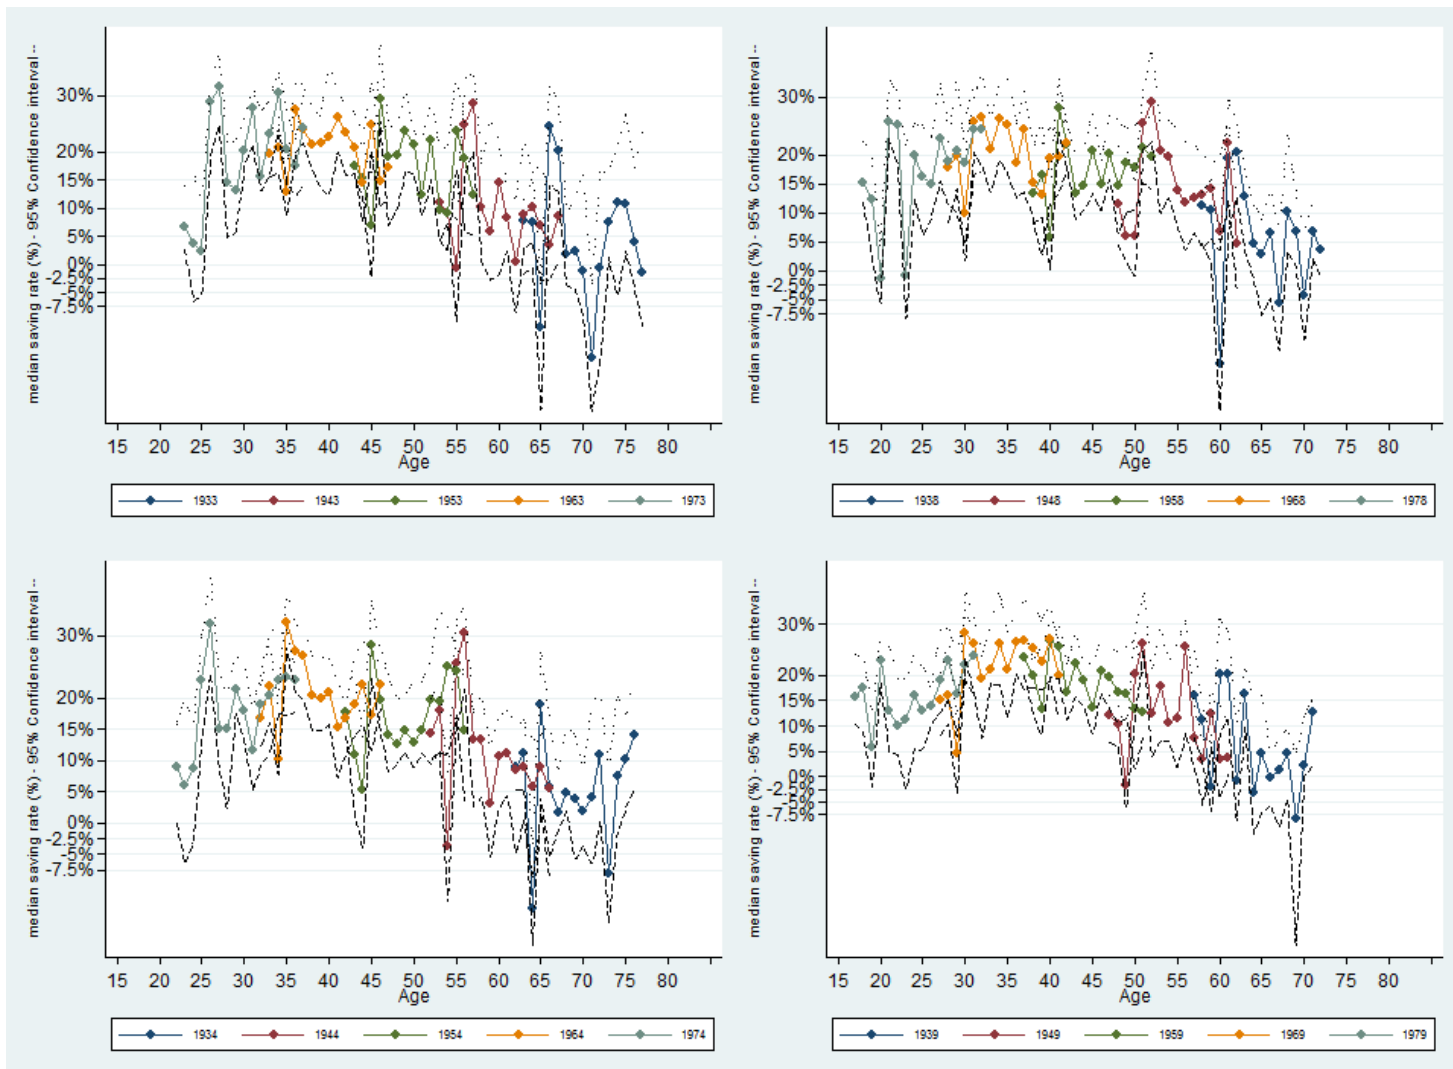 median saving rate (%) - 95% Confidence interval --
30%
20%
15%
10%
5%
0%
-2.5%
-5%
-7.5%
15 20 25 30 35 40 45 50 55 60 65 70 75 80
Age
1933 1943 1953 1963 1973
median saving rate (%) - 95% Confidence interval --
30%
20%
15%
10%
5%
0%
-2.5%
-5%
-7.5%
15 20 25 30 35 40 45 50 55 60 65 70 75 80
Age
1938 1948 1958 1968 1978
median saving rate (%) - 95% Confidence interval --
30%
20%
15%
10%
5%
0%
-2.5%
-5%
-7.5%
15 20 25 30 35 40 45 50 55 60 65 70 75 80
Age
1934 1944 1954 1964 1974
median saving rate (%) - 95% Confidence interval --
30%
20%
15%
10%
5%
0%
-2.5%
-5%
-7.5%
15 20 25 30 35 40 45 50 55 60 65 70 75 80
Age
1939 1949 1959 1969 1979